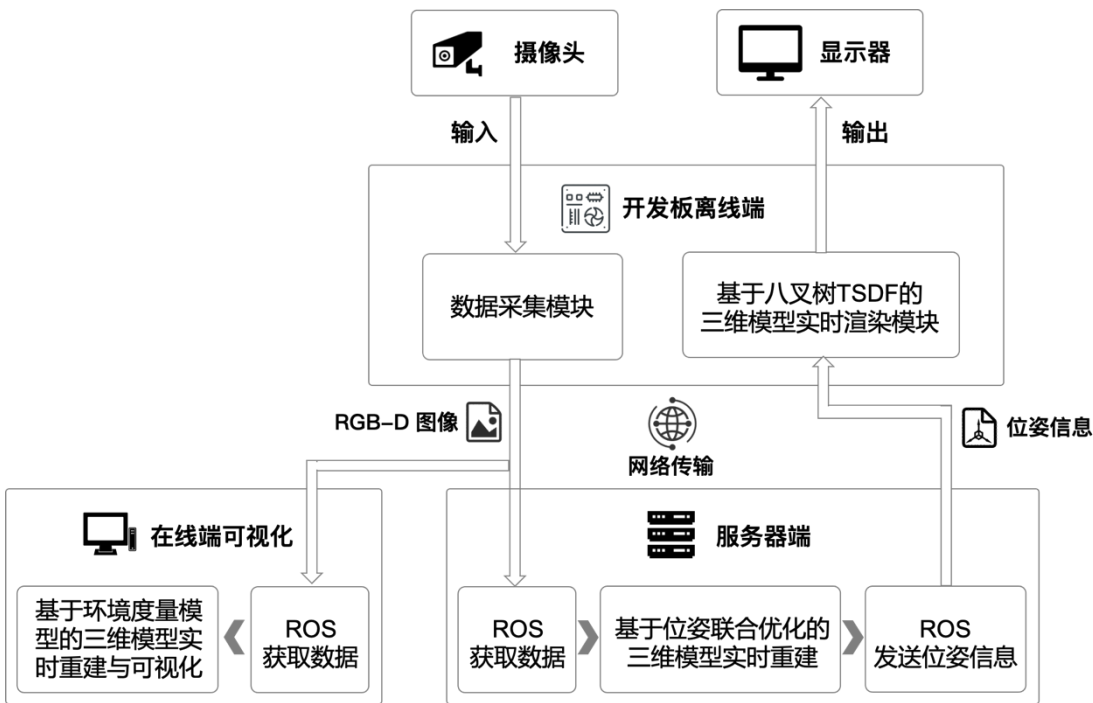 摄像头
显示器
输入
输出
开发板离线端
数据采集模块
基于八叉树TSDF的
三维模型实时渲染模块
RGB-D 图像
网络传输
位姿信息
在线端可视化
基于环境度量模
型的三维模型实
时重建与可视化
ROS
获取数据
服务器端
ROS
获取数据
基于位姿联合优化的
三维模型实时重建
ROS
发送位姿信息